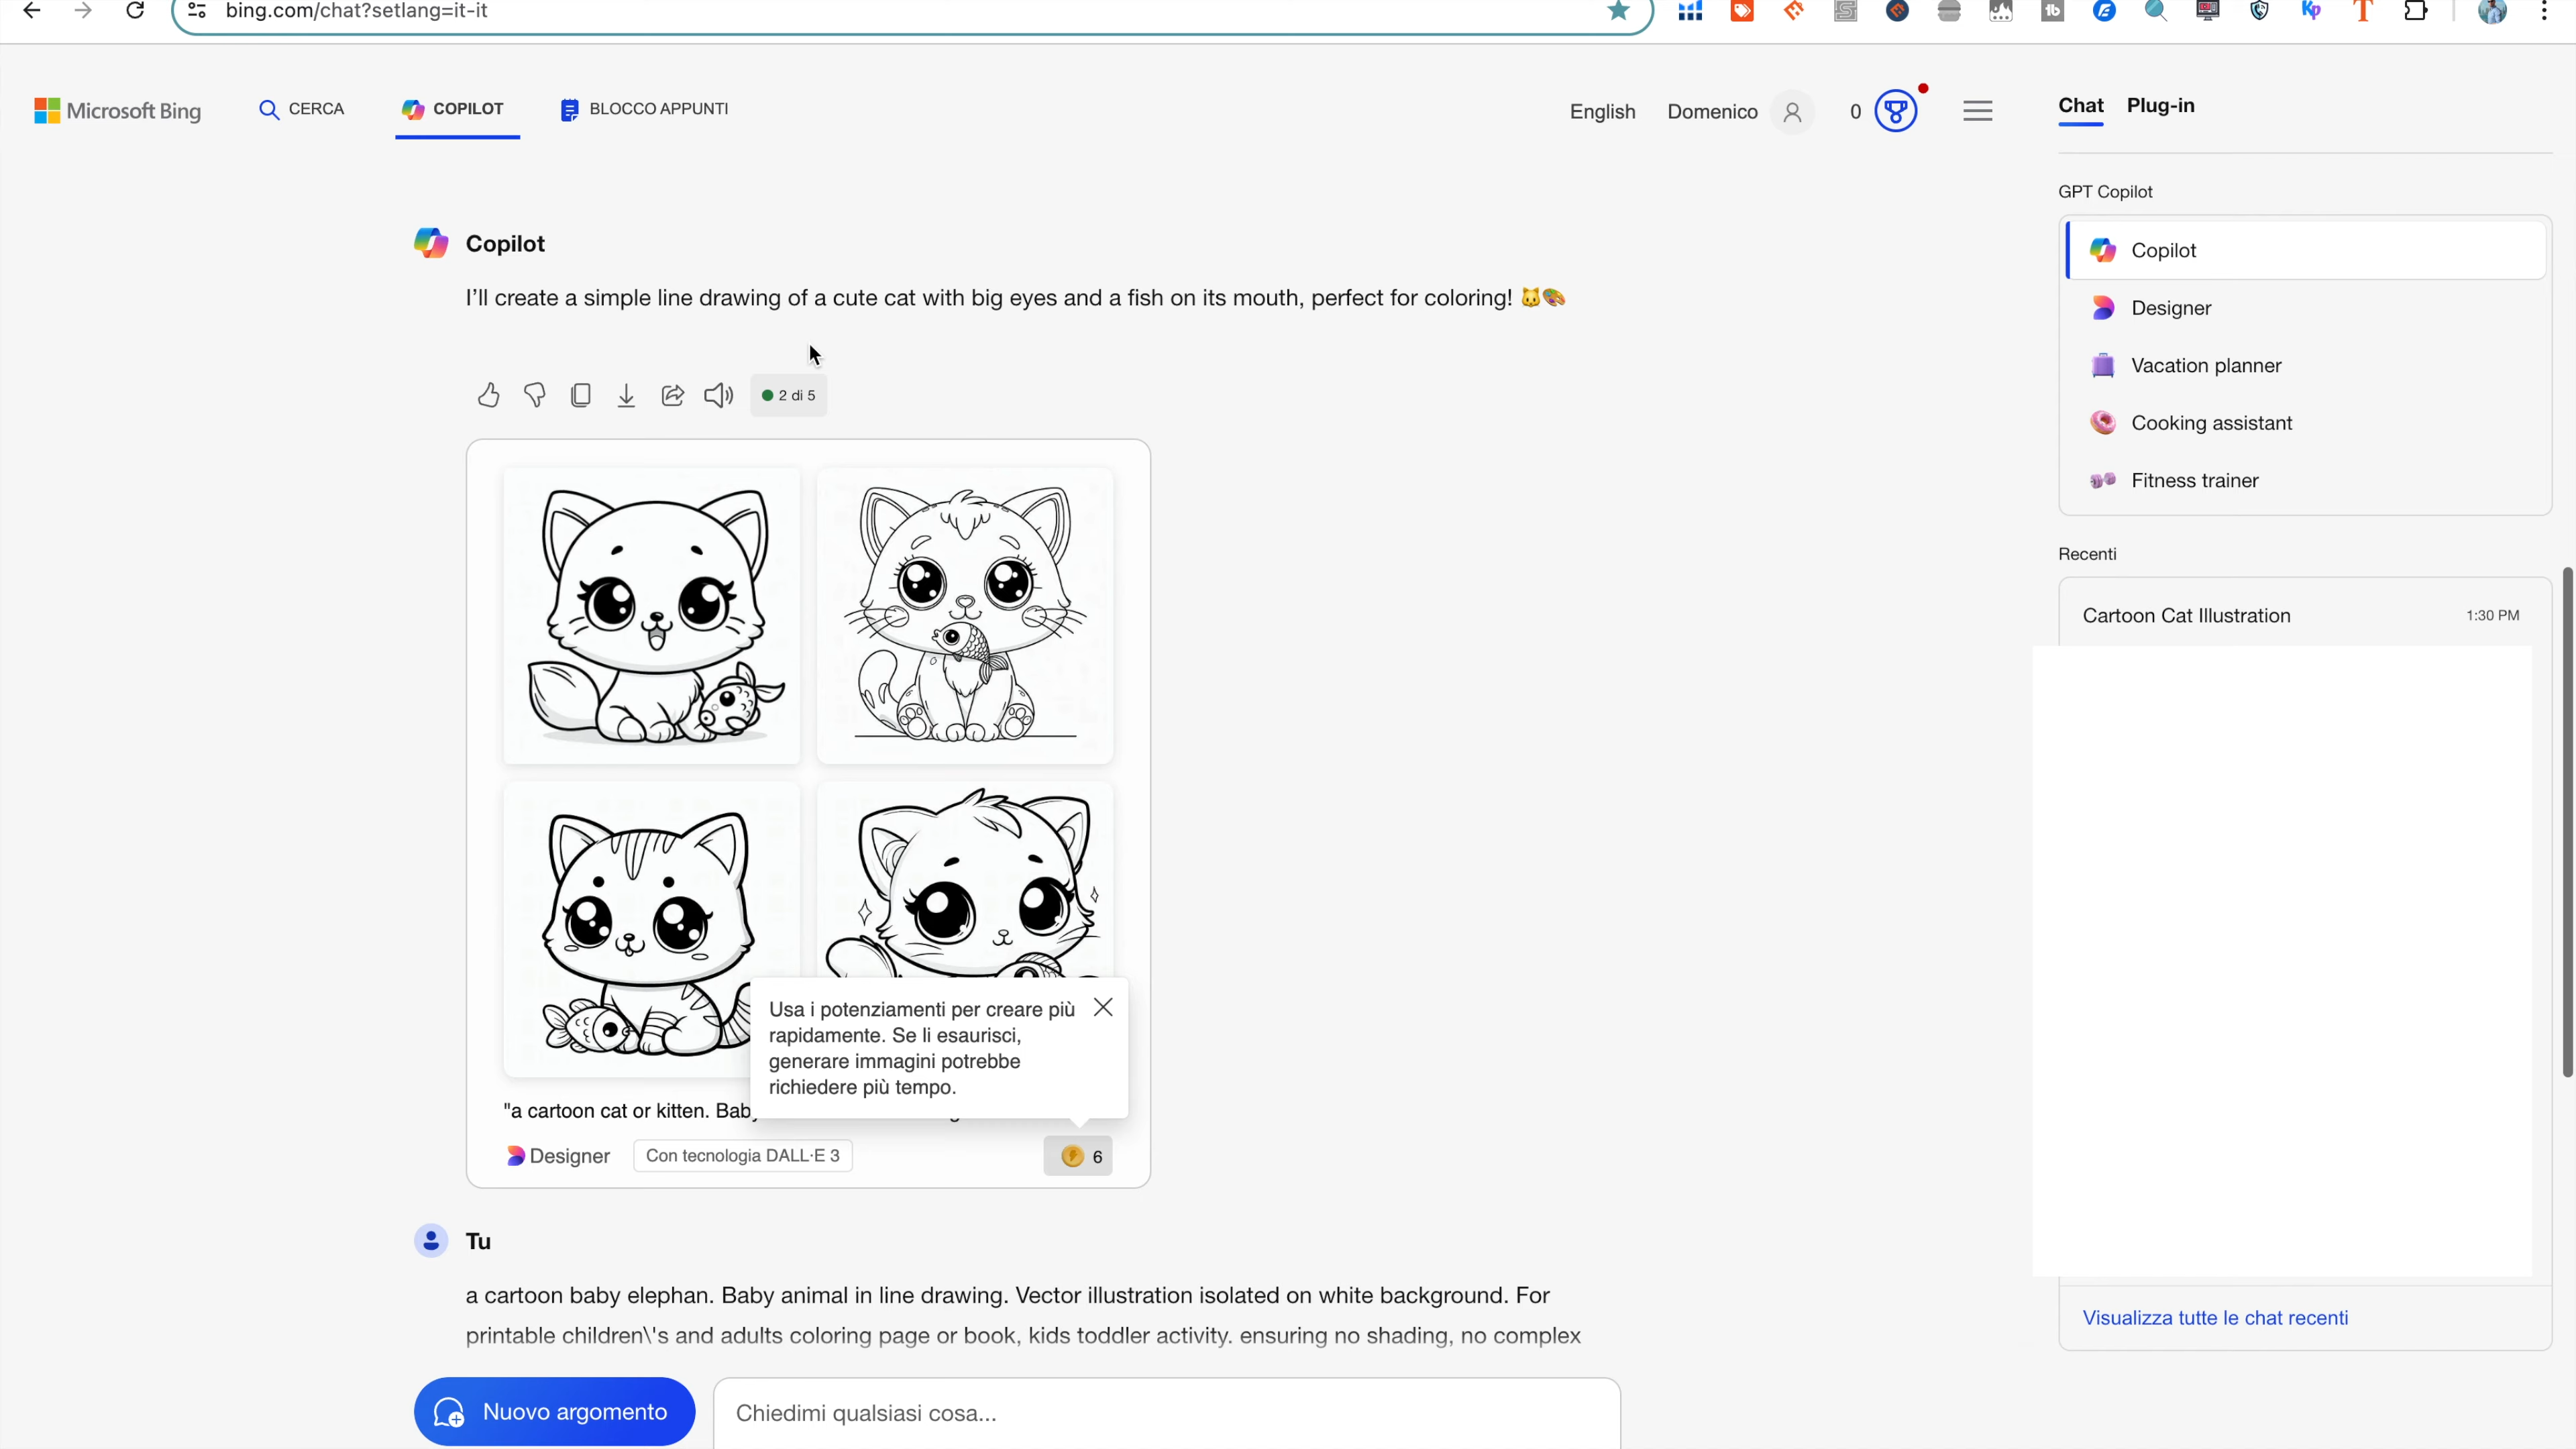 bing.com/chat?setlang=it-it
Microsoft Bing
CERCA
COPILOT
BLOCCO APPUNTI
English
Domenico
0
Chat
Plug-in
GPT Copilot
Copilot
Designer
Vacation planner
Cooking assistant
Fitness trainer
Recenti
Cartoon Cat Illustration
1:30 PM
Visualizza tutte le chat recenti
Copilot
I'll create a simple line drawing of a cute cat with big eyes and a fish on its mouth, perfect for coloring! 🐱🎨
2 di 5
Usa i potenziamenti per creare più
rapidamente. Se li esaurisci,
generare immagini potrebbe
richiedere più tempo.
"a cartoon cat or kitten.
Designer
Con tecnologia DALL·E 3
6
Tu
a cartoon baby elephan. Baby animal in line drawing. Vector illustration isolated on white background. For
printable children\'s and adults coloring page or book, kids toddler activity. ensuring no shading, no complex
Nuovo argomento
Chiedimi qualsiasi cosa...